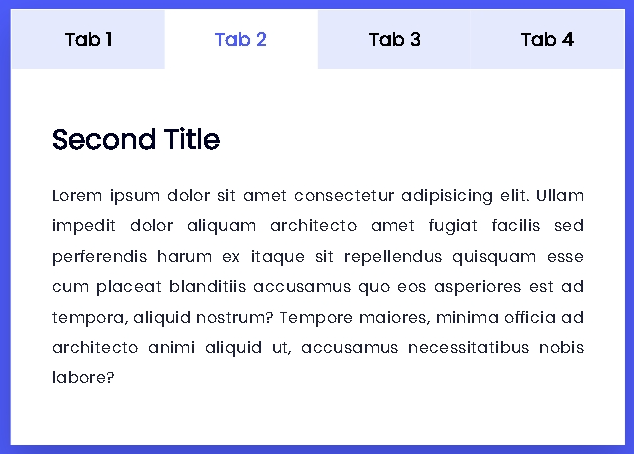 Tab 1 Tab 2 Tab 3 Tab 4
Second Title
Lorem ipsum dolor sit amet consectetur adipisicing elit. Ullam
impedit dolor aliquam architecto amet fugiat facilis sed
perferendis harum ex itaque sit repellendus quisquam esse
cum placeat blanditiis accusamus quo eos asperiores est ad
tempora, aliquid nostrum? Tempore maiores, minima officia ad
architecto animi aliquid ut, accusamus necessitatibus nobis
labore?